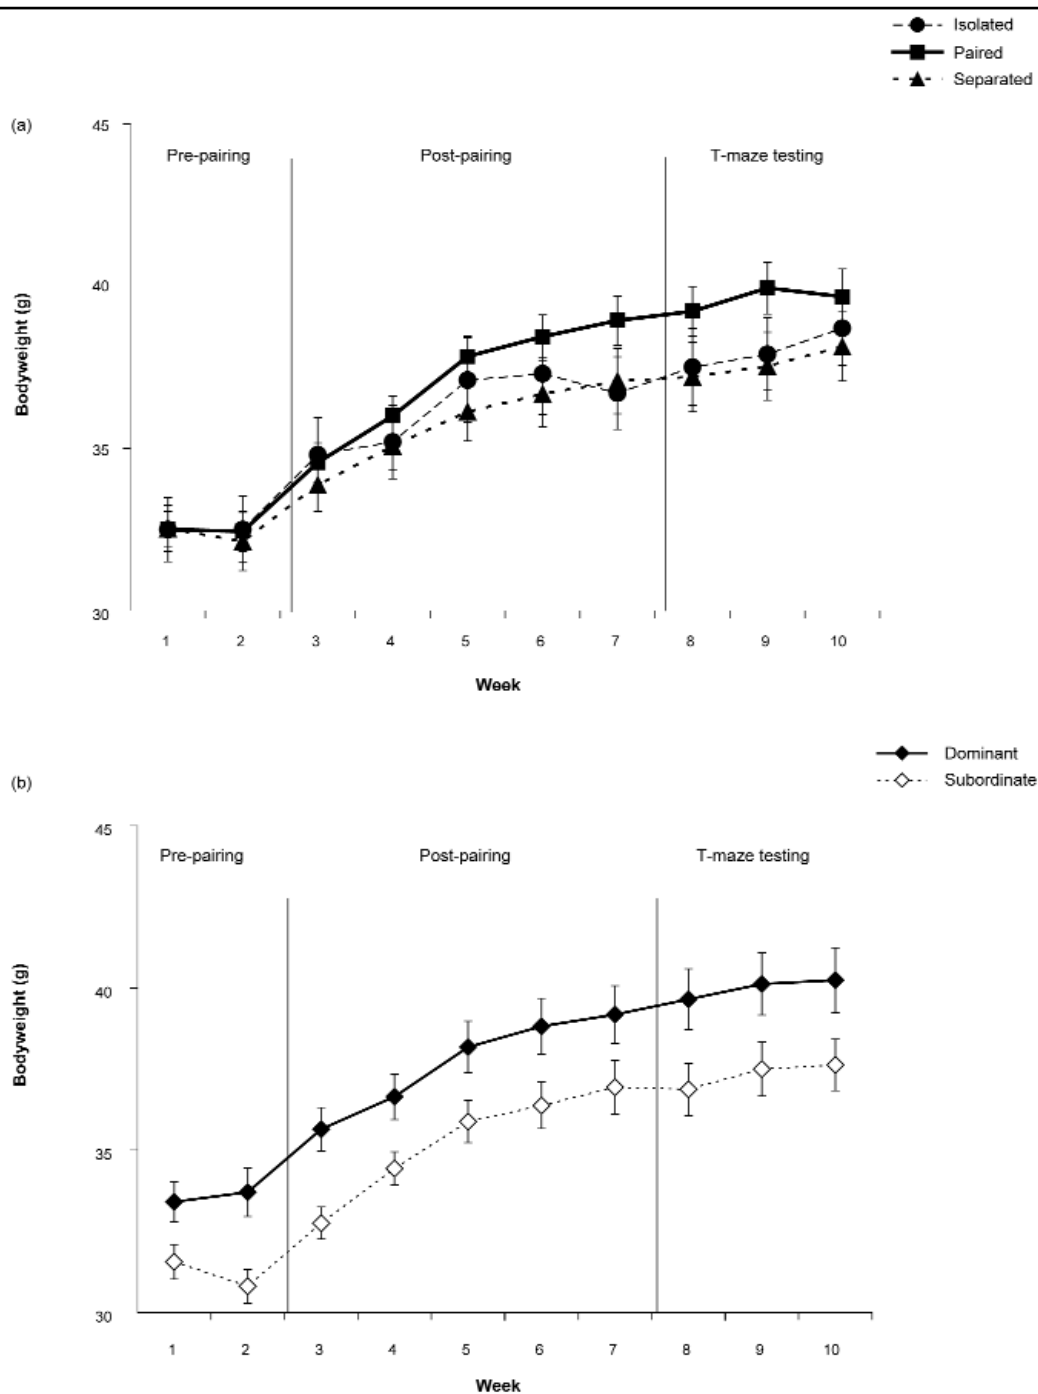 Isolated
Paired
Separated
(a)
45
Pre-pairing Post-pairing T-maze testing
40
Bodyweight (g)
35
30
1 2 3 4 5 6 7 8 9 10
Week
Dominant
Subordinate
(b)
45
Pre-pairing Post-pairing T-maze testing
40
Bodyweight (g)
35
30
1 2 3 4 5 6 7 8 9 10
Week